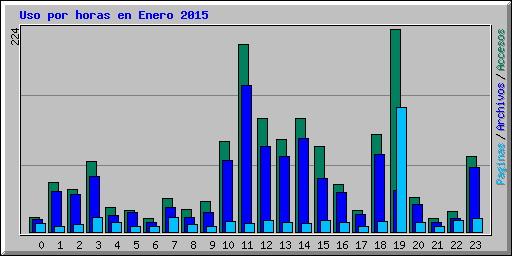 Uso por horas en Enero 2015
224
Paginas / Archivos / Accesos
0 1 2 3 4 5 6 7 8 9 10 11 12 13 14 15 16 17 18 19 20 21 22 23